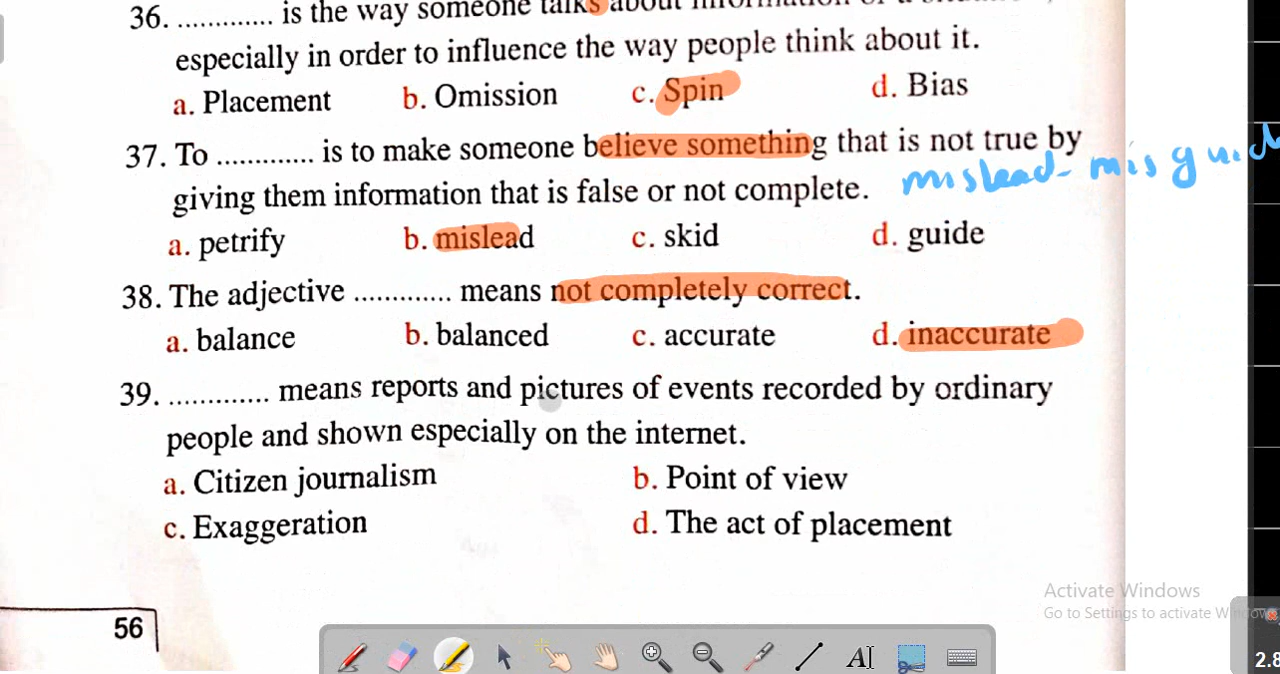 36. ............. is the way someone talks about information
especially in order to influence the way people think about it.
a. Placement b. Omission c. Spin d. Bias
37. To ............. is to make someone believe something that is not true by
giving them information that is false or not complete.
mislead - misguid
a. petrify b. mislead c. skid d. guide
38. The adjective ............. means not completely correct.
a. balance b. balanced c. accurate d. inaccurate
39. ............. means reports and pictures of events recorded by ordinary
people and shown especially on the internet.
a. Citizen journalism b. Point of view
c. Exaggeration d. The act of placement
Activate Windows
Go to Settings to activate Windows
56
2.8